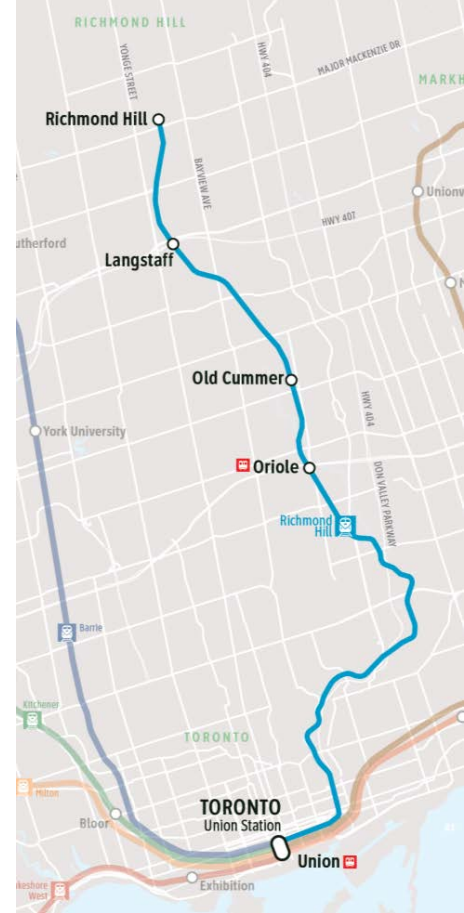 RICHMOND HILL
YONGE STREET
HWY 404
MAJOR MACKENZIE DR
MARKH
Richmond Hill
BAYVIEW AVE
Unionv
HWY 407
utherford
Langstaff
M
Old Cummer
HWY 404
York University
Oriole
DON VALLEY PARKWAY
Richmond
Hill
Barrie
Kitchener
TORONTO
Milton
Bloor
TORONTO
Union Station
Union
keshore
West
Exhibition